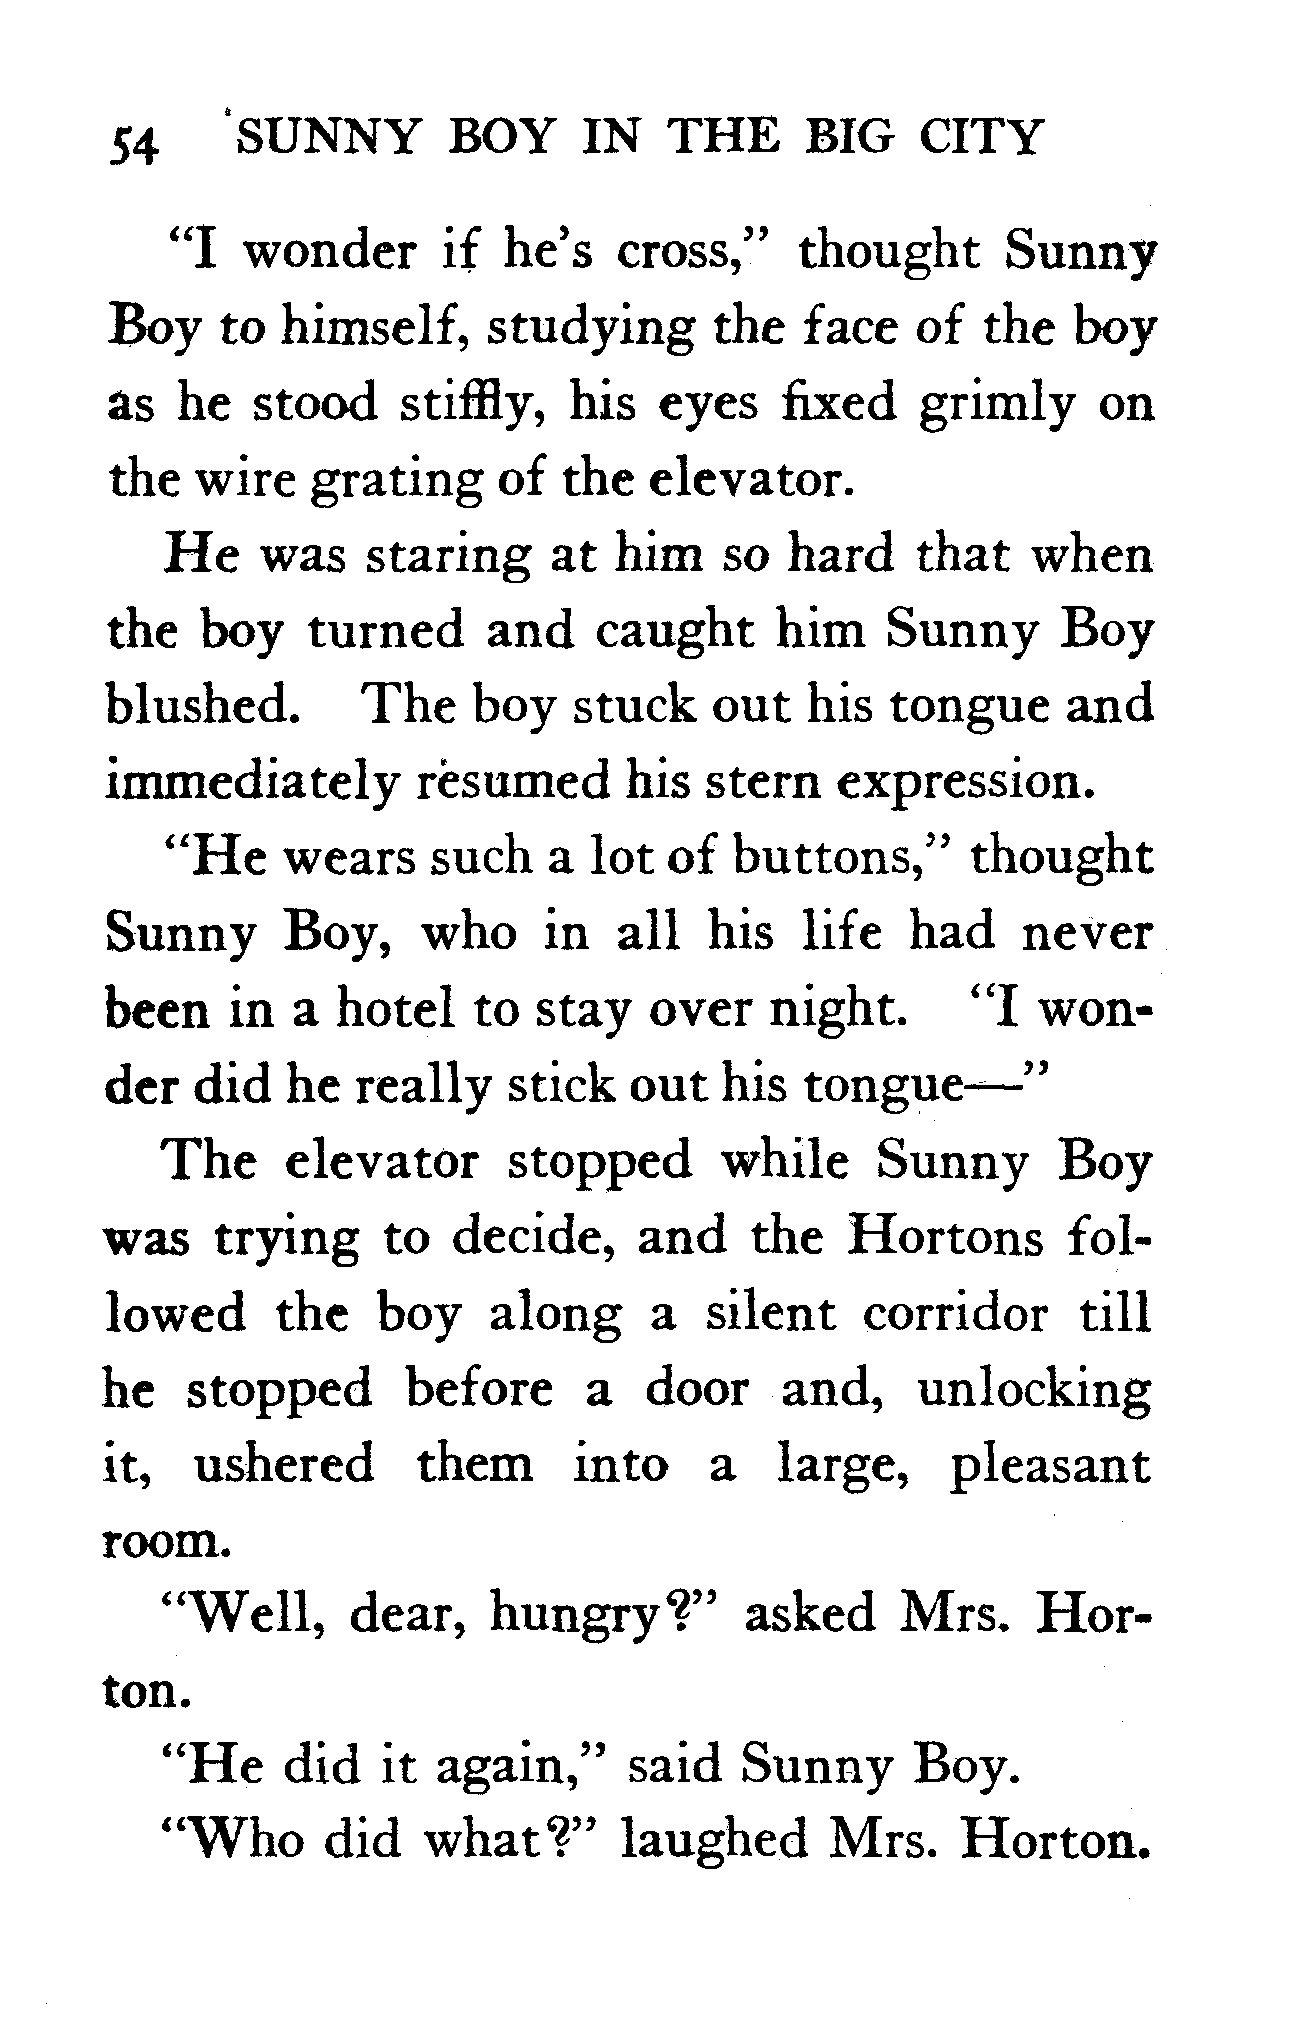 54 SUNNY BOY IN THE BIG CITY
“I wonder if he’s cross,” thought Sunny
Boy to himself, studying the face of the boy
as he stood stiffly, his eyes fixed grimly on
the wire grating of the elevator.
He was staring at him so hard that when
the boy turned and caught him Sunny Boy
blushed. The boy stuck out his tongue and
immediately resumed his stern expression.
“He wears such a lot of buttons,” thought
Sunny Boy, who in all his life had never
been in a hotel to stay over night. “I won-
der did he really stick out his tongue—”
The elevator stopped while Sunny Boy
was trying to decide, and the Hortons fol-
lowed the boy along a silent corridor till
he stopped before a door and, unlocking
it, ushered them into a large, pleasant
room.
“Well, dear, hungry?” asked Mrs. Hor-
ton.
“He did it again,” said Sunny Boy.
“Who did what?” laughed Mrs. Horton.